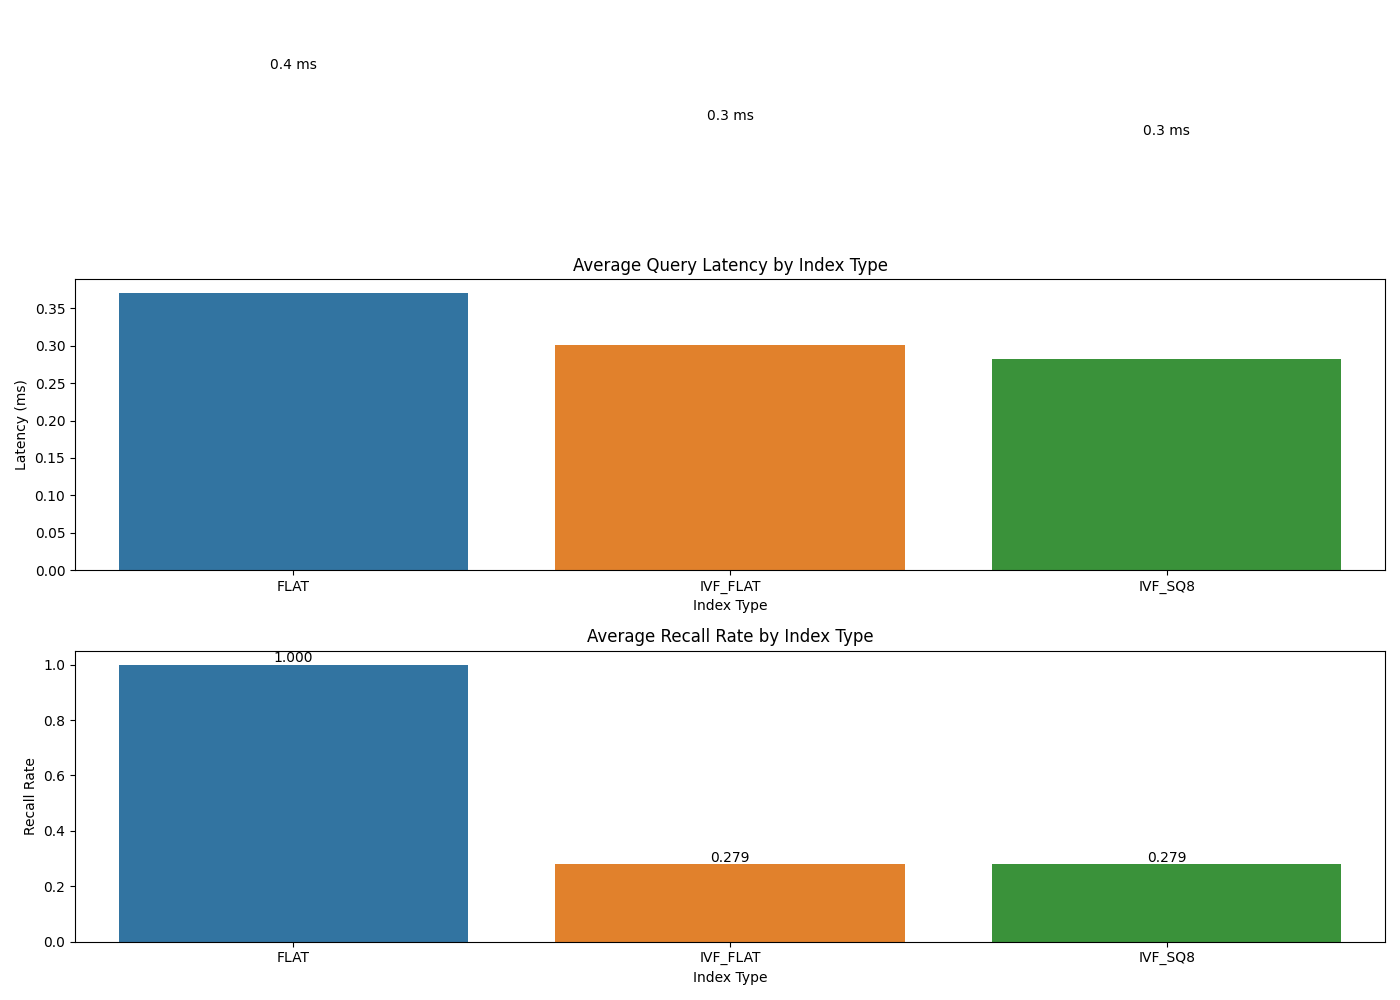 0.4 ms
0.3 ms
0.3 ms
Average Query Latency by Index Type
Latency (ms)
0.35
0.30
0.25
0.20
0.15
0.10
0.05
0.00
FLAT IVF_FLAT IVF_SQ8
Index Type
Average Recall Rate by Index Type
Recall Rate
1.0
0.8
0.6
0.4
0.2
0.0
1.000
0.279 0.279
FLAT IVF_FLAT IVF_SQ8
Index Type